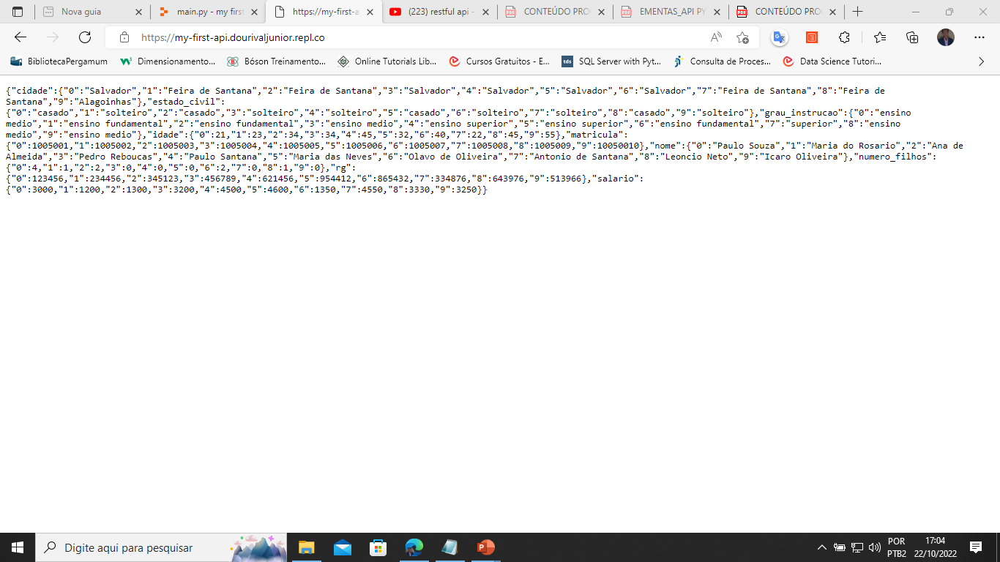 Nova guia
main.py - my firs
https://my-first-a
(223) restful api -
CONTEÚDO PRO
EMENTAS_API PY
CONTEÚDO PRO
https://my-first-api.dourivaljunior.repl.co
BibliotecaPergamum
Dimensionamento...
Bóson Treinamento...
Online Tutorials Lib...
Cursos Gratuitos - E...
SQL Server with Pyt...
Consulta de Proces...
Data Science Tutori...
{"cidade":{"0":"Salvador","1":"Feira de Santana","2":"Feira de Santana","3":"Salvador","4":"Salvador","5":"Salvador","6":"Salvador","7":"Feira de Santana","8":"Feira de
Santana","9":"Alagoinhas"},"estado_civil":
{"0":"casado","1":"solteiro","2":"casado","3":"solteiro","4":"solteiro","5":"casado","6":"solteiro","7":"solteiro","8":"casado","9":"solteiro"},"grau_instrucao":{"0":"ensino
medio","1":"ensino fundamental","2":"ensino fundamental","3":"ensino medio","4":"ensino superior","5":"ensino superior","6":"ensino fundamental","7":"superior","8":"ensino
medio","9":"ensino medio"},"idade":{"0":21,"1":23,"2":34,"3":34,"4":45,"5":32,"6":40,"7":22,"8":45,"9":55},"matricula":
{"0":1005001,"1":1005002,"2":1005003,"3":1005004,"4":1005005,"5":1005006,"6":1005007,"7":1005008,"8":1005009,"9":10050010},"nome":{"0":"Paulo Souza","1":"Maria do Rosario","2":"Ana de
Almeida","3":"Pedro Reboucas","4":"Paulo Santana","5":"Maria das Neves","6":"Olavo de Oliveira","7":"Antonio de Santana","8":"Leoncio Neto","9":"Icaro Oliveira"},"numero_filhos":
{"0":4,"1":1,"2":2,"3":0,"4":0,"5":0,"6":2,"7":0,"8":1,"9":0},"rg":
{"0":123456,"1":234456,"2":345123,"3":456789,"4":621456,"5":954412,"6":865432,"7":334876,"8":643976,"9":513966},"salario":
{"0":3000,"1":1200,"2":1300,"3":3200,"4":4500,"5":4600,"6":1350,"7":4550,"8":3330,"9":3250}}
Digite aqui para pesquisar
POR
PTB2
17:04
22/10/2022